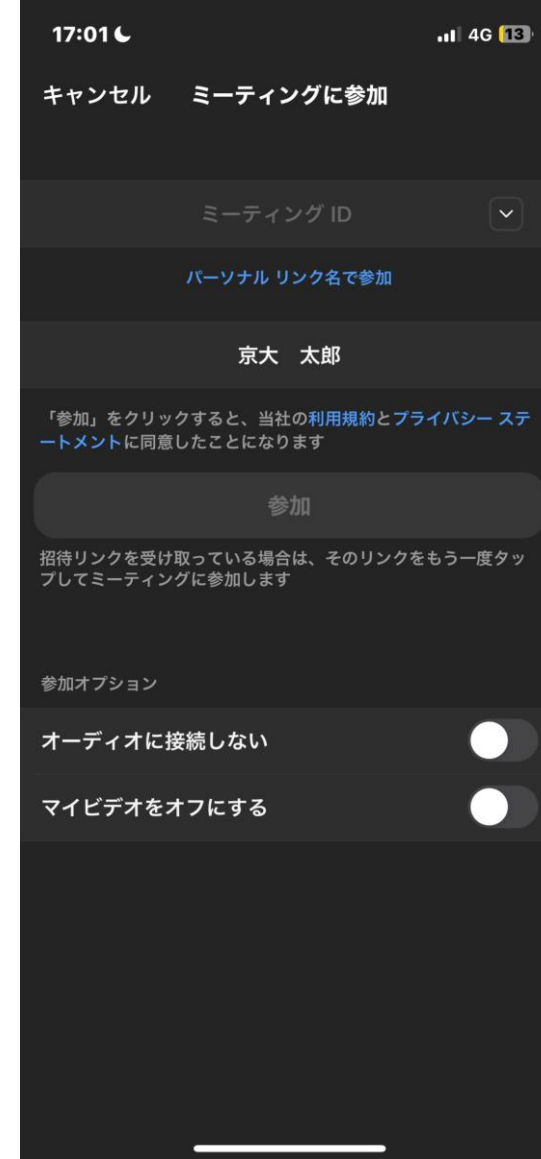 17:01 4G 13
キャンセル ミーティングに参加
ミーティング ID
パーソナル リンク名で参加
京大　太郎
「参加」をクリックすると、当社の利用規約とプライバシー ステ
ートメントに同意したことになります
参加
招待リンクを受け取っている場合は、そのリンクをもう一度タッ
プしてミーティングに参加します
参加オプション
オーディオに接続しない
マイビデオをオフにする